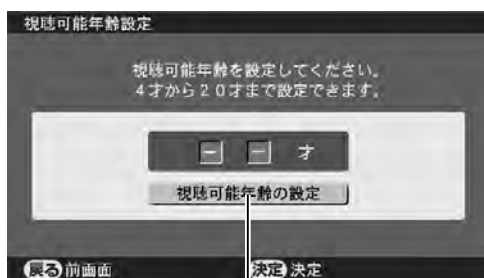 視聴可能年齢設定
視聴可能年齢を設定してください。
4才から20才まで設定できます。
－ － 才
視聴可能年齢の設定
戻る 前画面 決定 決定